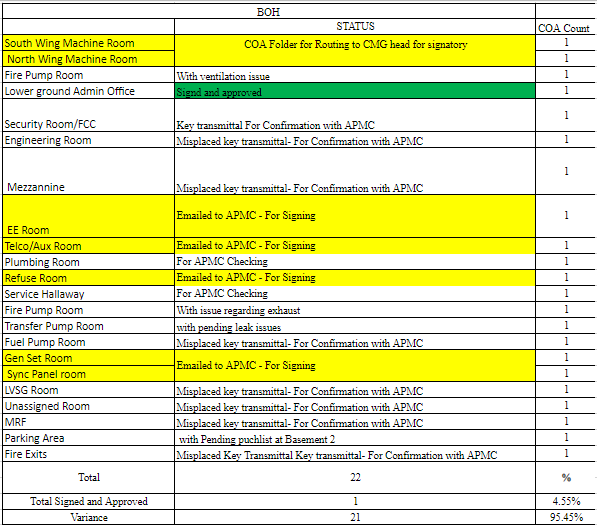 BOH
STATUS COA Count
South Wing Machine Room COA Folder for Routing to CMG head for signatory 1
North Wing Machine Room 1
Fire Pump Room With ventilation issue 1
Lower ground Admin Office Signd and approved 1
Security Room/FCC Key transmittal For Confirmation with APMC 1
Engineering Room Misplaced key transmittal- For Confirmation with APMC 1
Mezzannine Misplaced key transmittal- For Confirmation with APMC 1
EE Room Emailed to APMC - For Signing 1
Telco/Aux Room Emailed to APMC - For Signing 1
Plumbing Room For APMC Checking 1
Refuse Room Emailed to APMC - For Signing 1
Service Hallaway For APMC Checking 1
Fire Pump Room With issue regarding exhaust 1
Transfer Pump Room with pending leak issues 1
Fuel Pump Room Misplaced key transmittal- For Confirmation with APMC 1
Gen Set Room Emailed to APMC - For Signing 1
Sync Panel room 1
LVSG Room Misplaced key transmittal- For Confirmation with APMC 1
Unassigned Room Misplaced key transmittal- For Confirmation with APMC 1
MRF Misplaced key transmittal- For Confirmation with APMC 1
Parking Area with Pending puchlist at Basement 2 1
Fire Exits Misplaced Key Transmittal Key transmittal- For Confirmation with APMC 1
Total 22 %
Total Signed and Approved 1 4.55%
Variance 21 95.45%